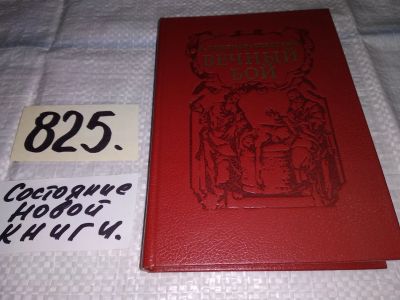 825.
Состояние
новой
книги.
ВЕЧНЫЙ
БОЙ